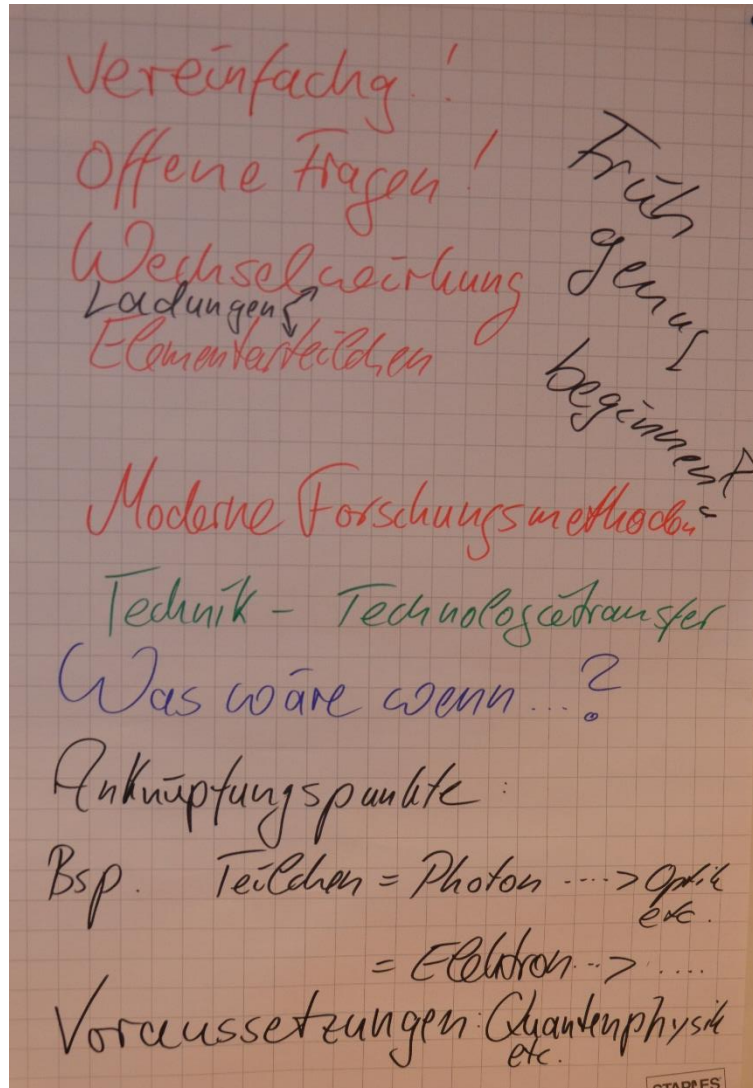 Vereinfachg.!
Offene Fragen!
Wechselwirkung
Ladungen
Elementarteilchen
Früh
genug
beginnen?
Moderne Forschungsmethoden
Technik - Technologietransfer
Was wäre wenn...?
Anknüpfungspunkte:
Bsp. Teilchen = Photon ----> Optik
etc.
= Elektron --> ....
Voraussetzungen: Quantenphysik
etc.
STAPLES